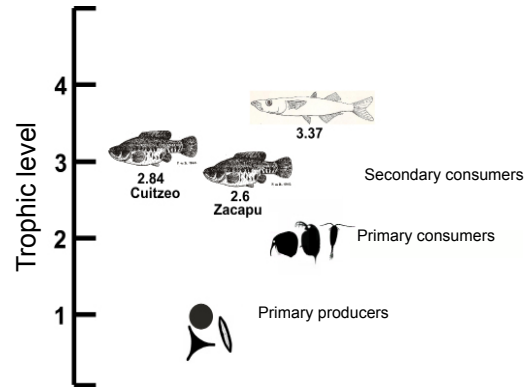 Trophic level
4
3.37
3
2.84
Cuitzeo
2.6
Zacapu
Secondary consumers
2
Primary consumers
1
Primary producers